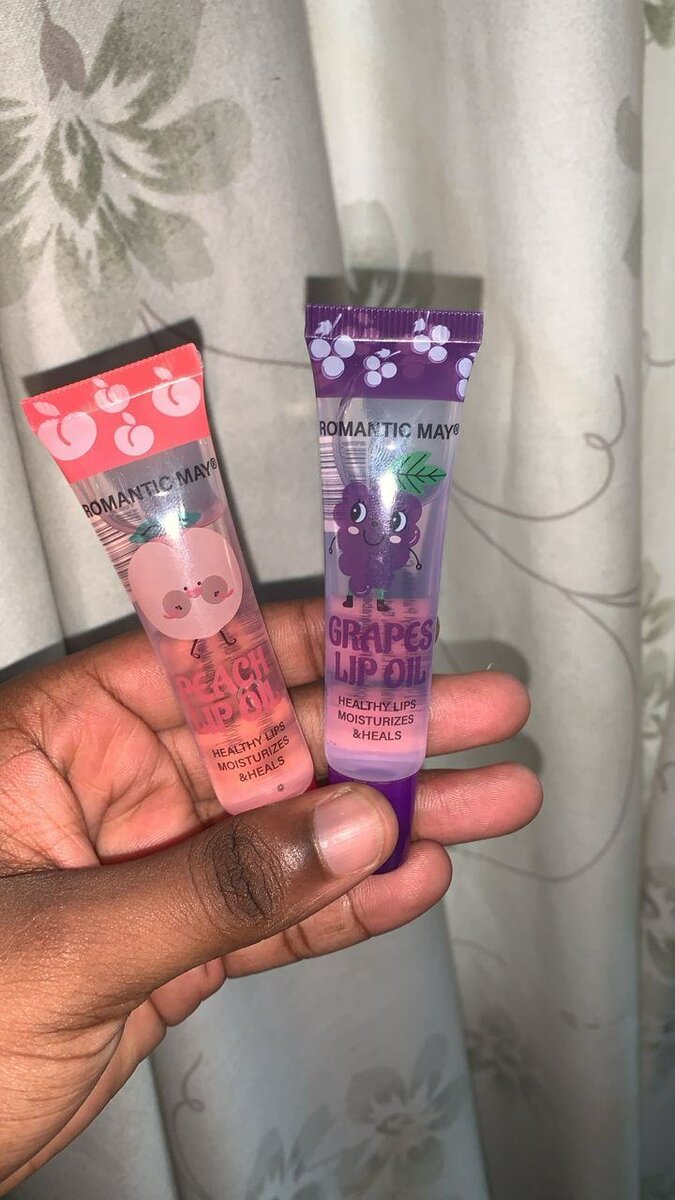 ROMANTIC MAY®
PEACH
LIP OIL
HEALTHY LIPS
MOISTURIZES
&HEALS
ROMANTIC MAY®
GRAPES
LIP OIL
HEALTHY LIPS
MOISTURIZES
&HEALS